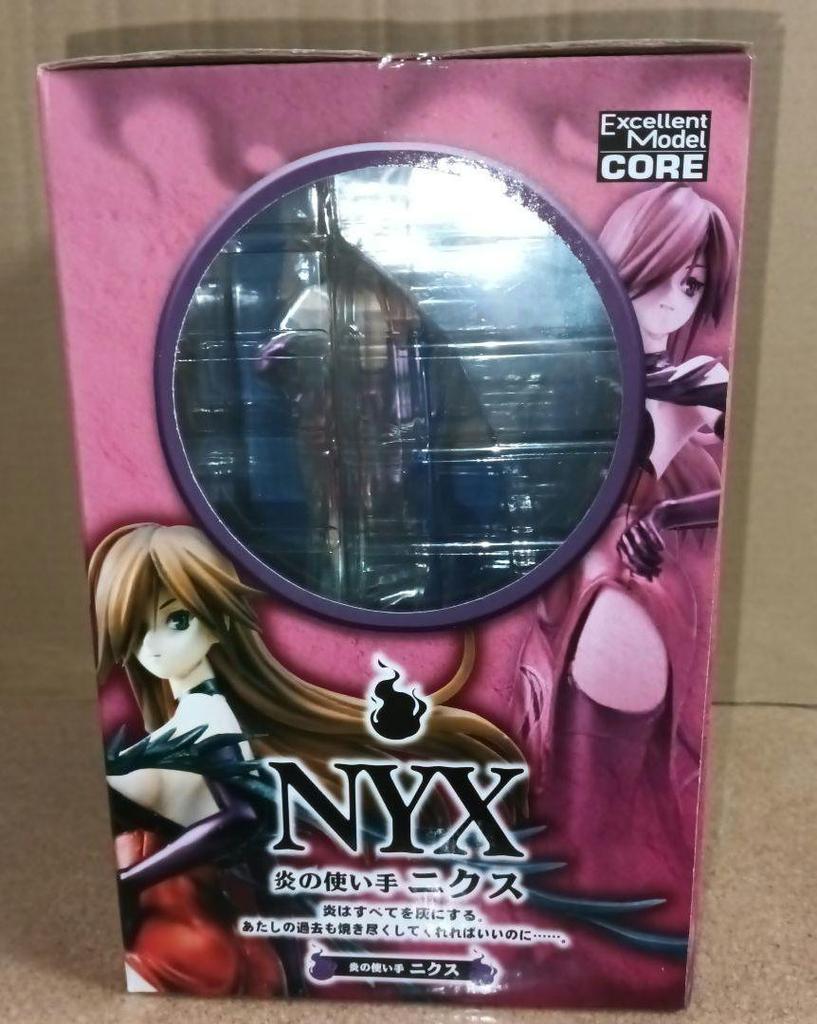 Excellent
Model
CORE
NYX
炎の使い手 ニクス
炎はすべてを灰にする。
あたしの過去も焼き尽くしてくれればいいのに……。
炎の使い手 ニクス